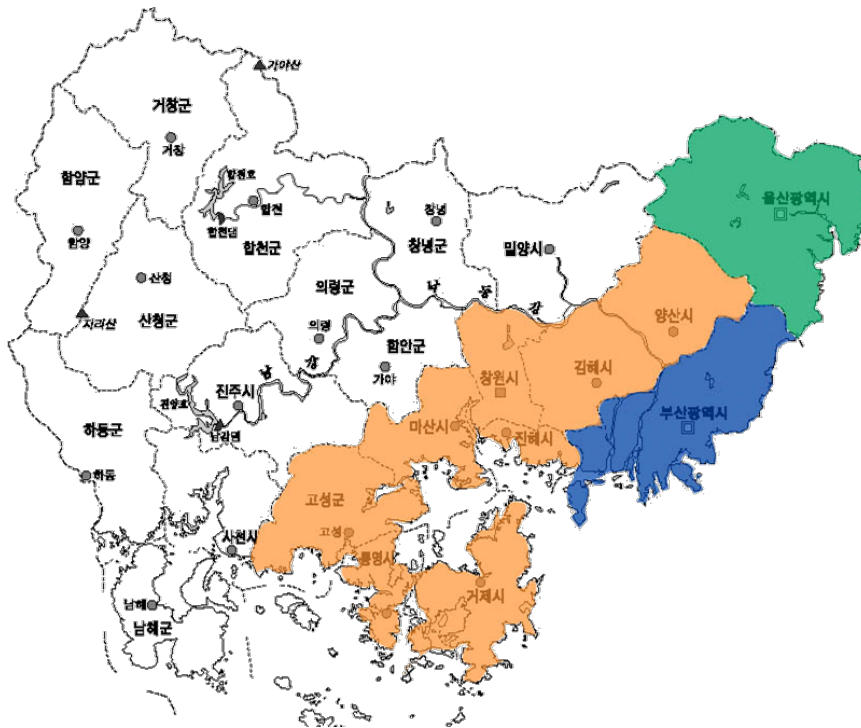 가야산
거창군
거창
함양군
합천호
합천
함양
합천댐
합천군
창녕
창녕군
밀양시
울산광역시
산청
산청군
지리산
의령군
의령
낙
동
강
양산시
함안군
가야
남
강
창원시
김해시
진주시
진양호
남강댐
마산시
진해시
부산광역시
하동군
하동
고성군
고성
사천시
통영시
거제시
남해
남해군